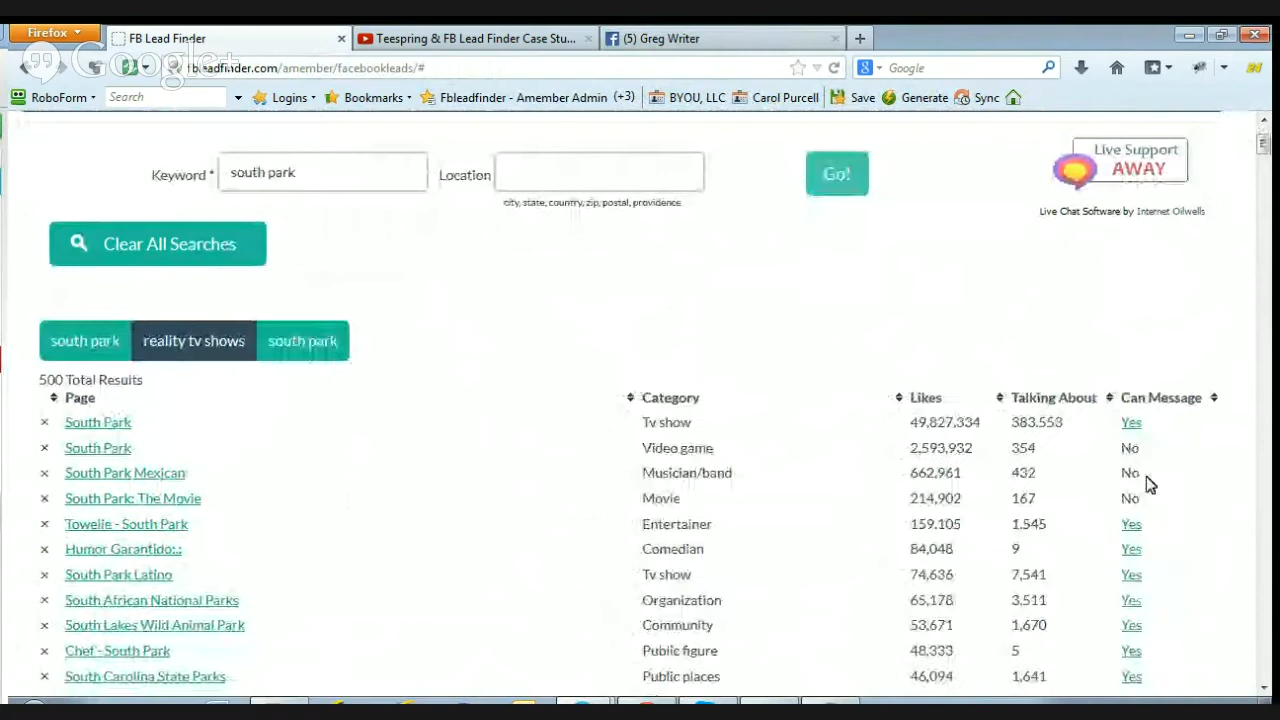 Firefox
FB Lead Finder
Teespring & FB Lead Finder Case Stu...
(5) Greg Writer
Google+
fbleadfinder.com/amember/facebookleads/#
Google
RoboForm
Search
Logins
Bookmarks
Fbleadfinder - Amember Admin (+3)
BYOU, LLC
Carol Purcell
Save
Generate
Sync
Keyword *
south park
Location
Go!
city, state, country, zip, postal, providence
Live Support
AWAY
Live Chat Software by Internet Oilwells
Clear All Searches
south park
reality tv shows
south park
500 Total Results
Page Category Likes Talking About Can Message
South Park Tv show 49,827,334 383,553 Yes
South Park Video game 2,593,932 354 No
South Park Mexican Musician/band 662,961 432 No
South Park: The Movie Movie 214,902 167 No
Towelie - South Park Entertainer 159,105 1,545 Yes
Humor Garantido:.: Comedian 84,048 9 Yes
South Park Latino Tv show 74,636 7,541 Yes
South African National Parks Organization 65,178 3,511 Yes
South Lakes Wild Animal Park Community 53,671 1,670 Yes
Chef - South Park Public figure 48,333 5 Yes
South Carolina State Parks Public places 46,094 1,641 Yes